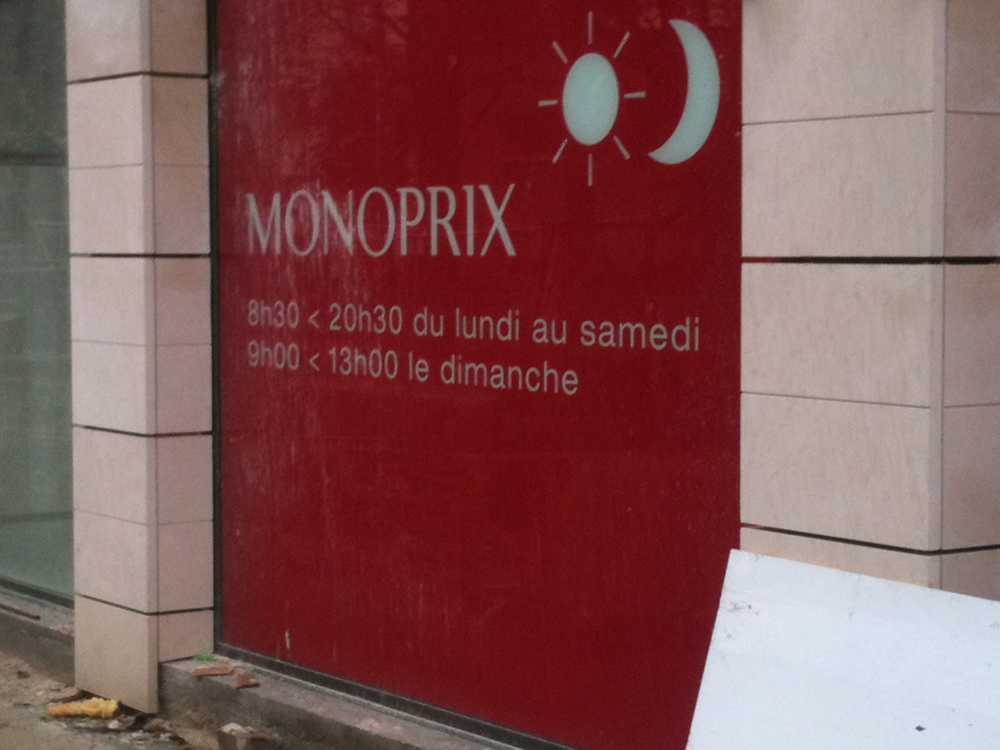 MONOPRIX
8h30 < 20h30 du lundi au samedi
9h00 < 13h00 le dimanche